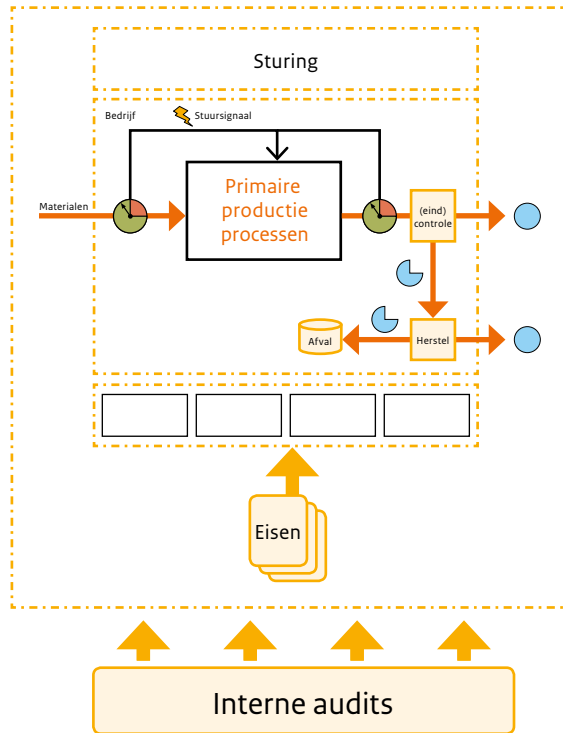 Sturing
Bedrijf
Stuursignaal
Materialen
Primaire
productie
processen
(eind)
controle
Afval
Herstel
Eisen
Interne audits